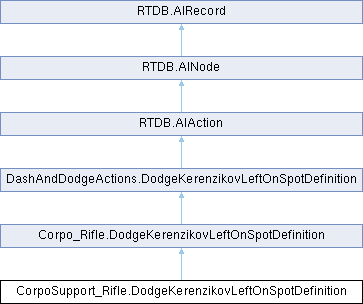 RTDB.AIRecord
RTDB.AINode
RTDB.AIAction
DashAndDodgeActions.DodgeKerenzikovLeftOnSpotDefinition
Corpo_Rifle.DodgeKerenzikovLeftOnSpotDefinition
CorpoSupport_Rifle.DodgeKerenzikovLeftOnSpotDefinition